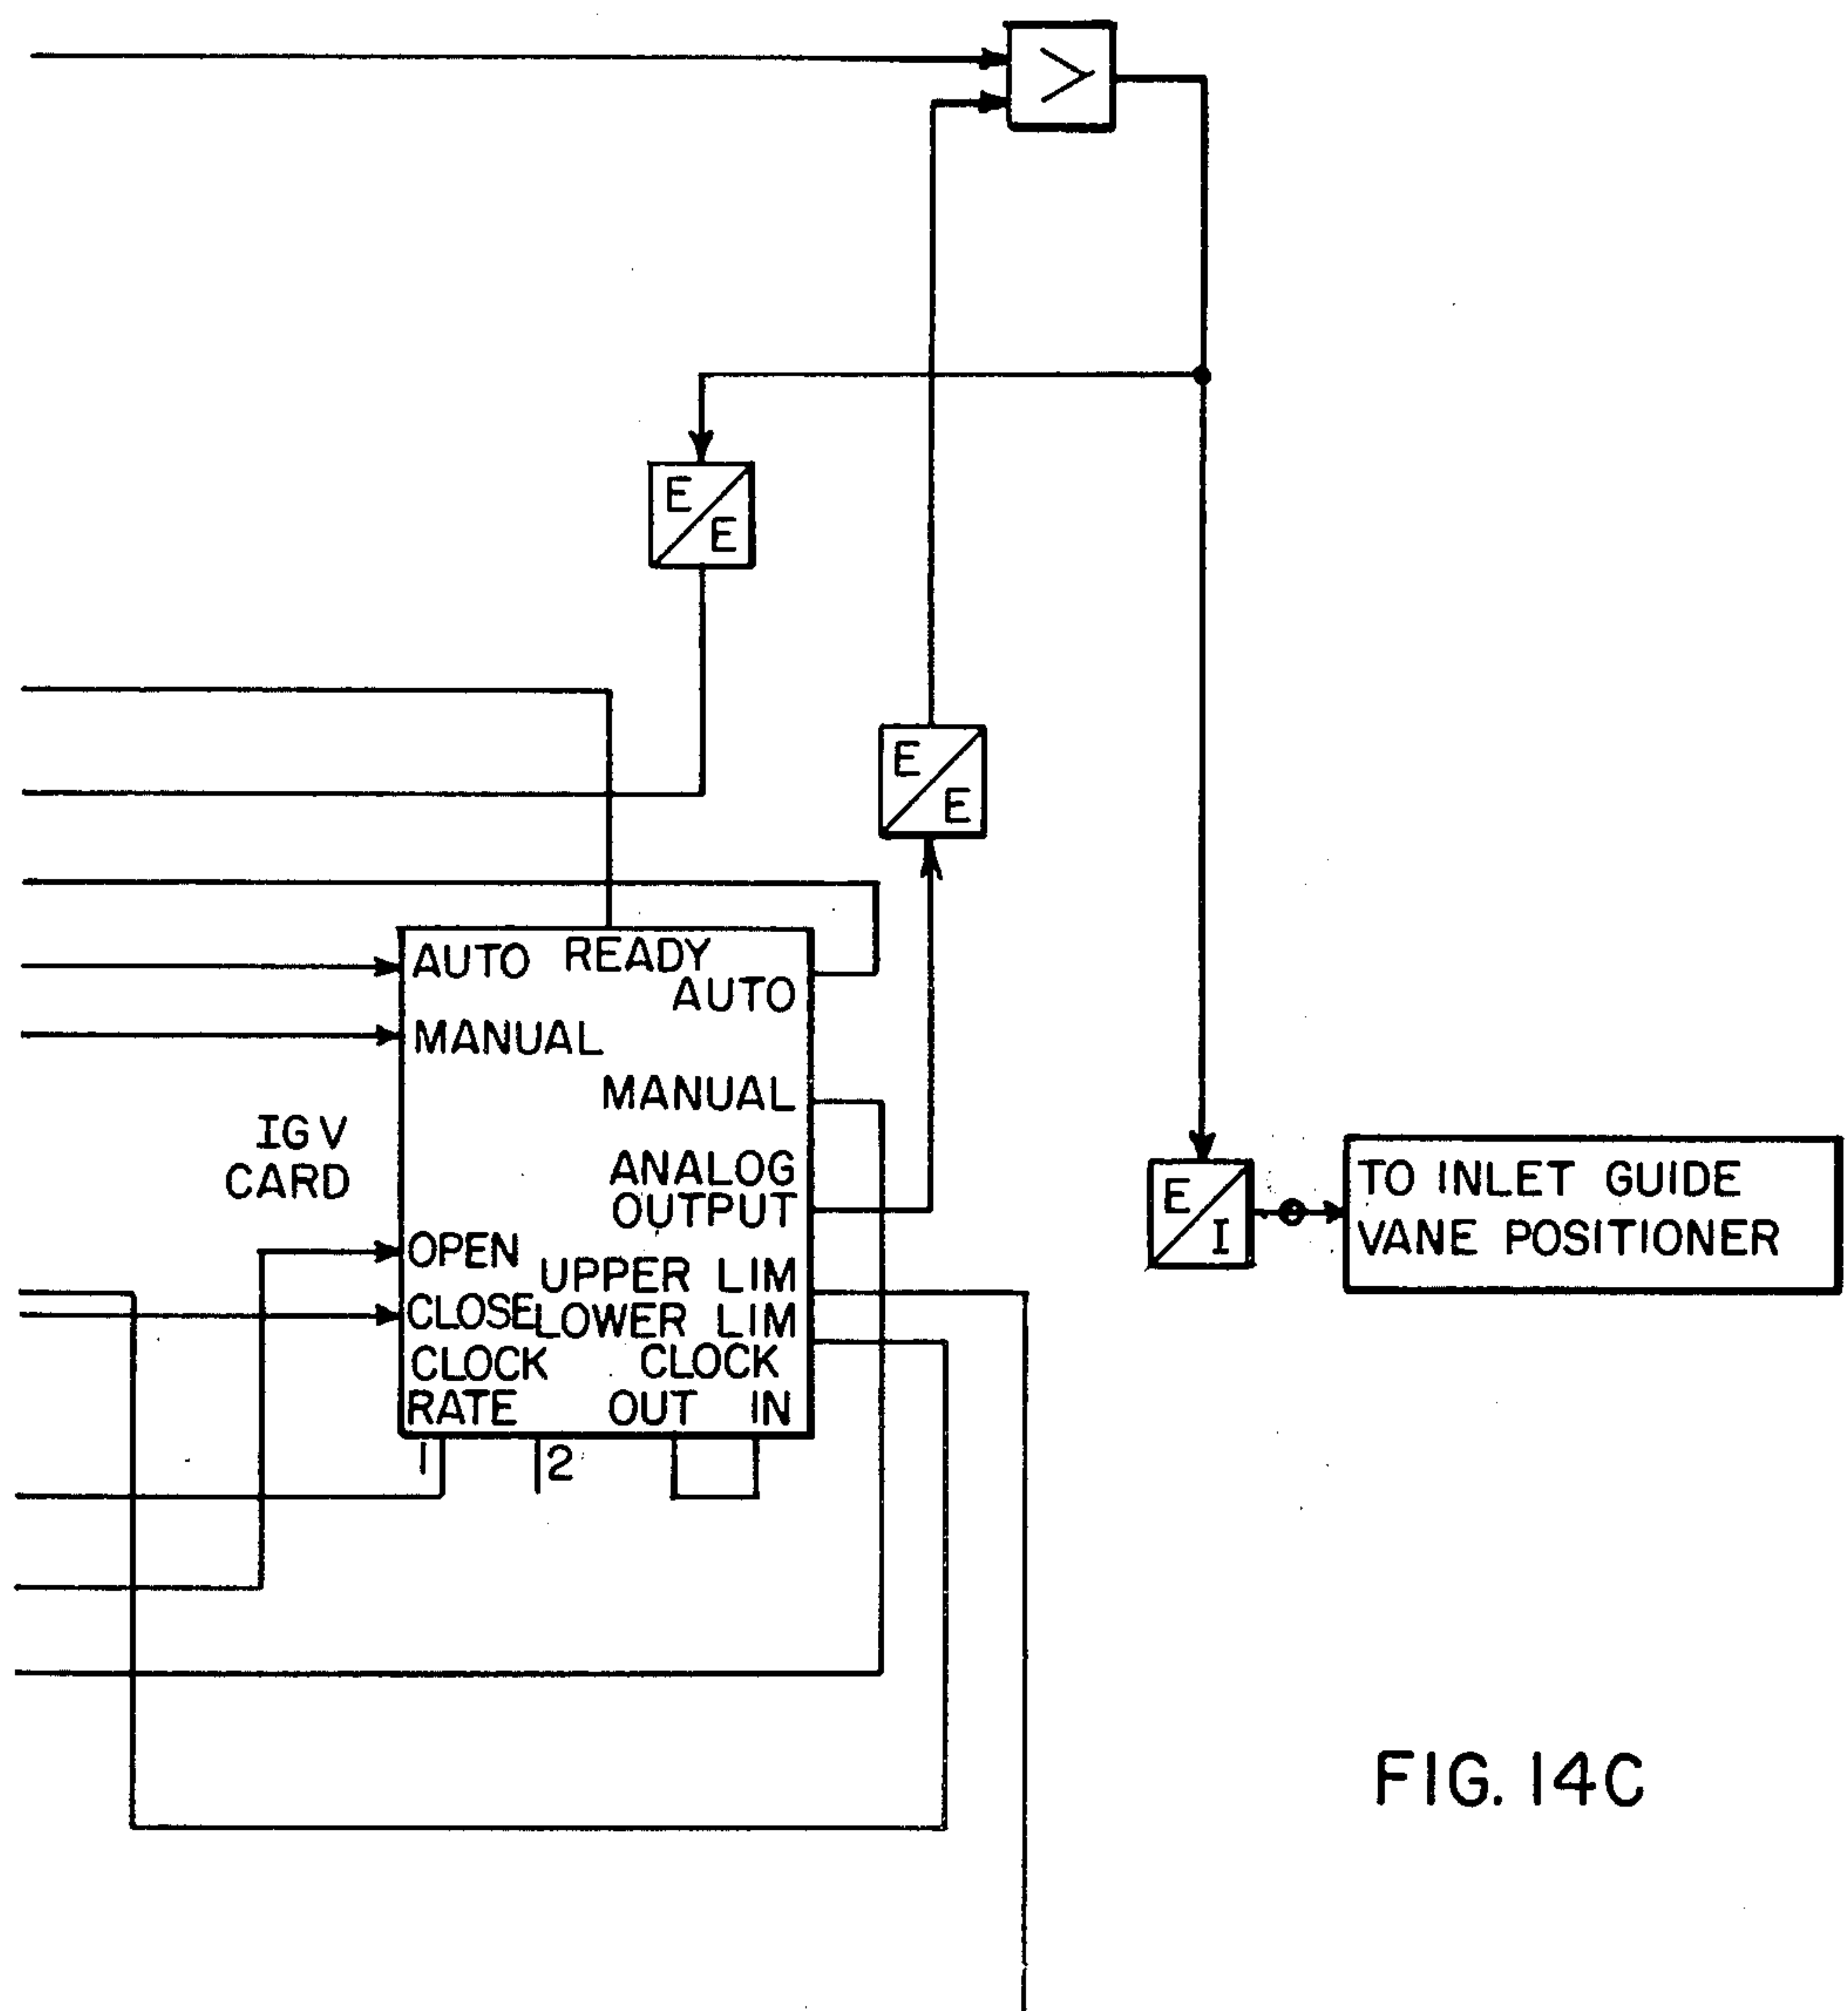 >
E
E
E
E
AUTO READY
AUTO
MANUAL
MANUAL
IGV
CARD
ANALOG
OUTPUT
E
I
TO INLET GUIDE
VANE POSITIONER
OPEN
UPPER LIM
CLOSE LOWER LIM
CLOCK CLOCK
RATE OUT IN
1 2
FIG. 14C